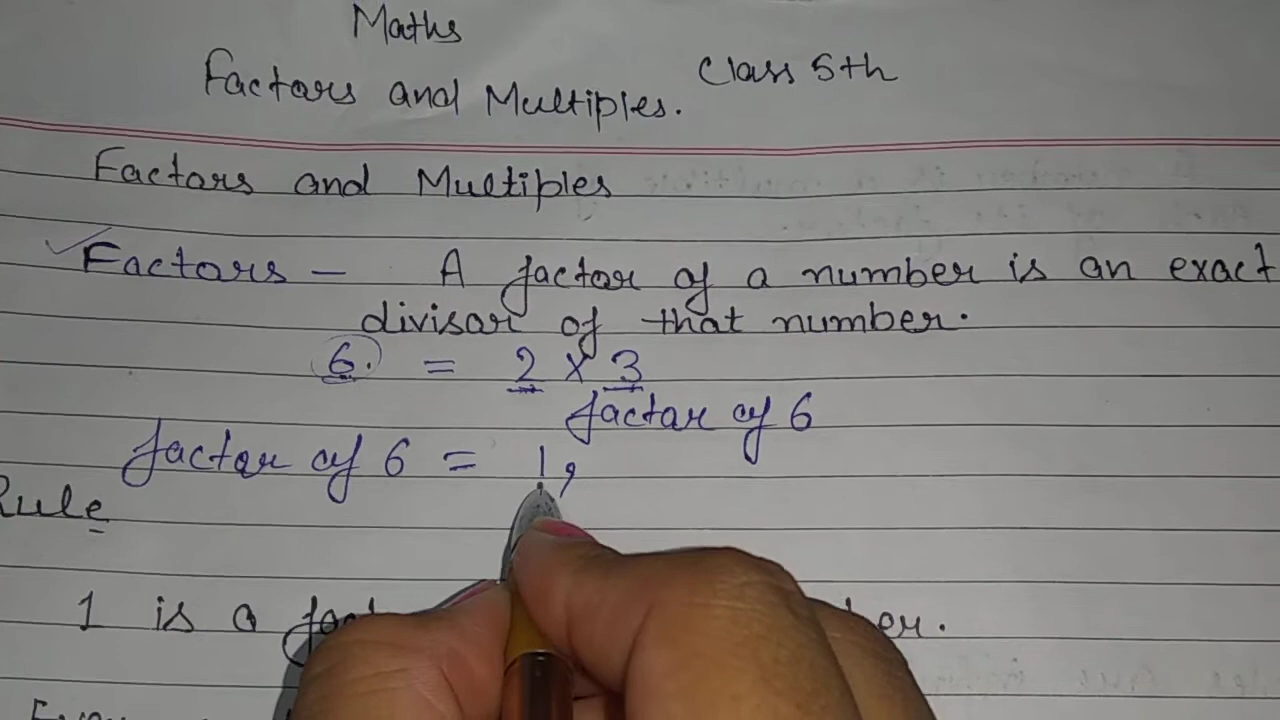 Maths
Factors and Multiples. Class 5th
Factors and Multiples
Factors - A factor of a number is an exact
divisor of that number.
6. = 2 x 3
factor of 6
factor of 6 = 1,
Rule
1 is a